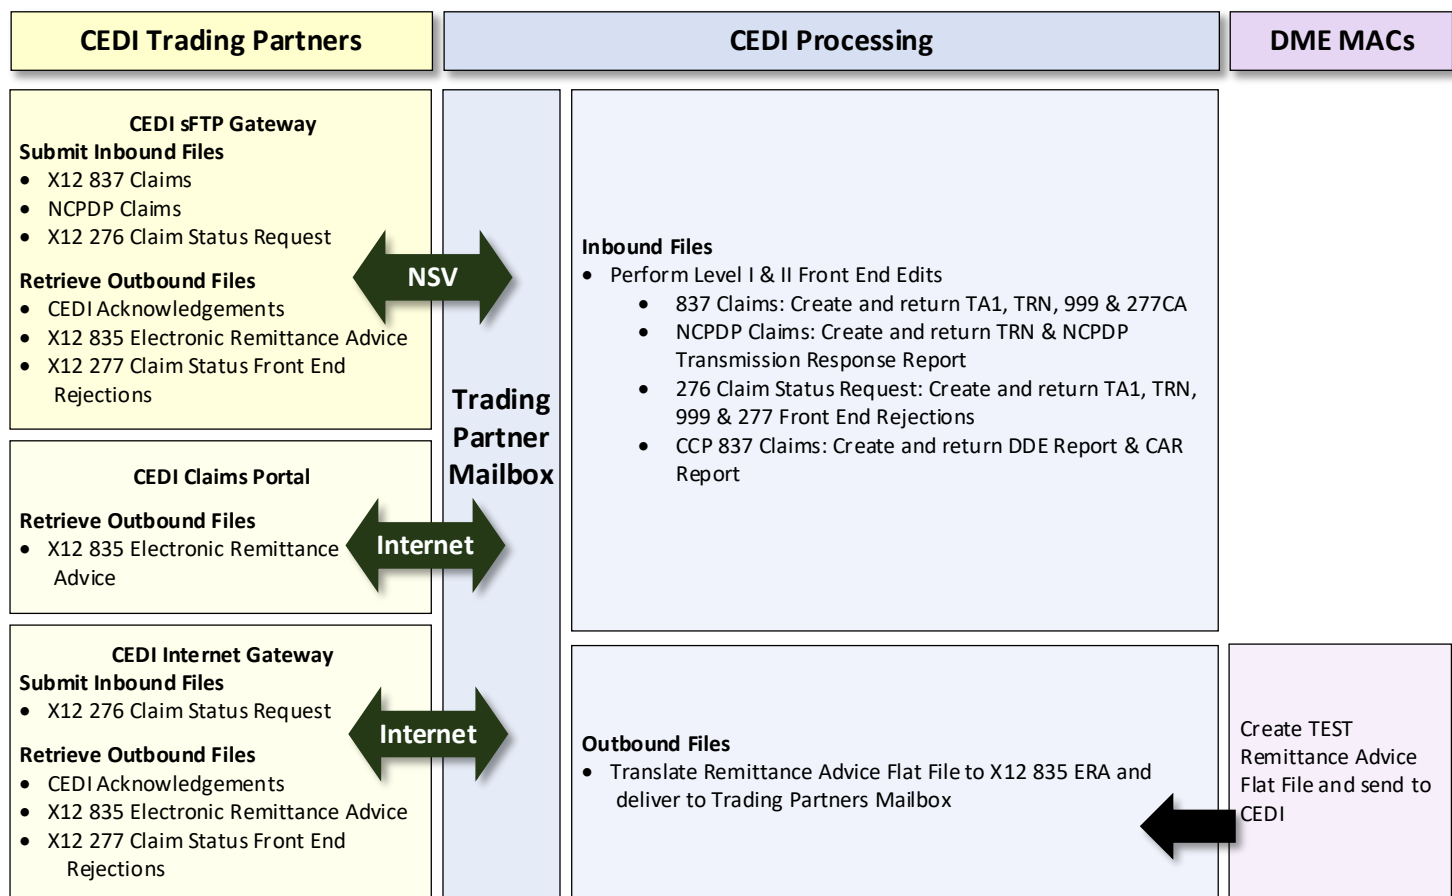 CEDI Trading Partners
CEDI Processing
DME MACs
CEDI sFTP Gateway
Submit Inbound Files
• X12 837 Claims
• NCPDP Claims
• X12 276 Claim Status Request
Retrieve Outbound Files
• CEDI Acknowledgements
• X12 835 Electronic Remittance Advice
• X12 277 Claim Status Front End
Rejections
NSV
CEDI Claims Portal
Retrieve Outbound Files
• X12 835 Electronic Remittance
Advice
Internet
CEDI Internet Gateway
Submit Inbound Files
• X12 276 Claim Status Request
Retrieve Outbound Files
• CEDI Acknowledgements
• X12 835 Electronic Remittance Advice
• X12 277 Claim Status Front End
Rejections
Internet
Trading
Partner
Mailbox
Inbound Files
• Perform Level I & II Front End Edits
• 837 Claims: Create and return TA1, TRN, 999 & 277CA
• NCPDP Claims: Create and return TRN & NCPDP
Transmission Response Report
• 276 Claim Status Request: Create and return TA1, TRN,
999 & 277 Front End Rejections
• CCP 837 Claims: Create and return DDE Report & CAR
Report
Outbound Files
• Translate Remittance Advice Flat File to X12 835 ERA and
deliver to Trading Partners Mailbox
Create TEST
Remittance Advice
Flat File and send to
CEDI